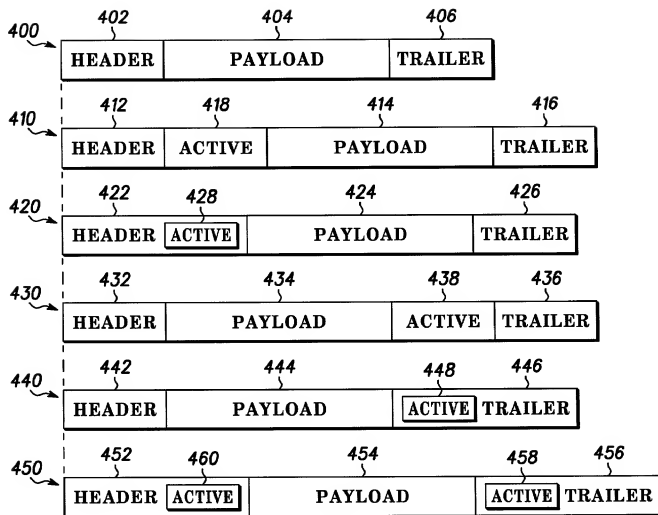 402 404 406
400
HEADER PAYLOAD TRAILER
412 418 414 416
410
HEADER ACTIVE PAYLOAD TRAILER
422 428 424 426
420
HEADER ACTIVE PAYLOAD TRAILER
432 434 438 436
430
HEADER PAYLOAD ACTIVE TRAILER
442 444 448 446
440
HEADER PAYLOAD ACTIVE TRAILER
452 460 454 458 456
450
HEADER ACTIVE PAYLOAD ACTIVE TRAILER